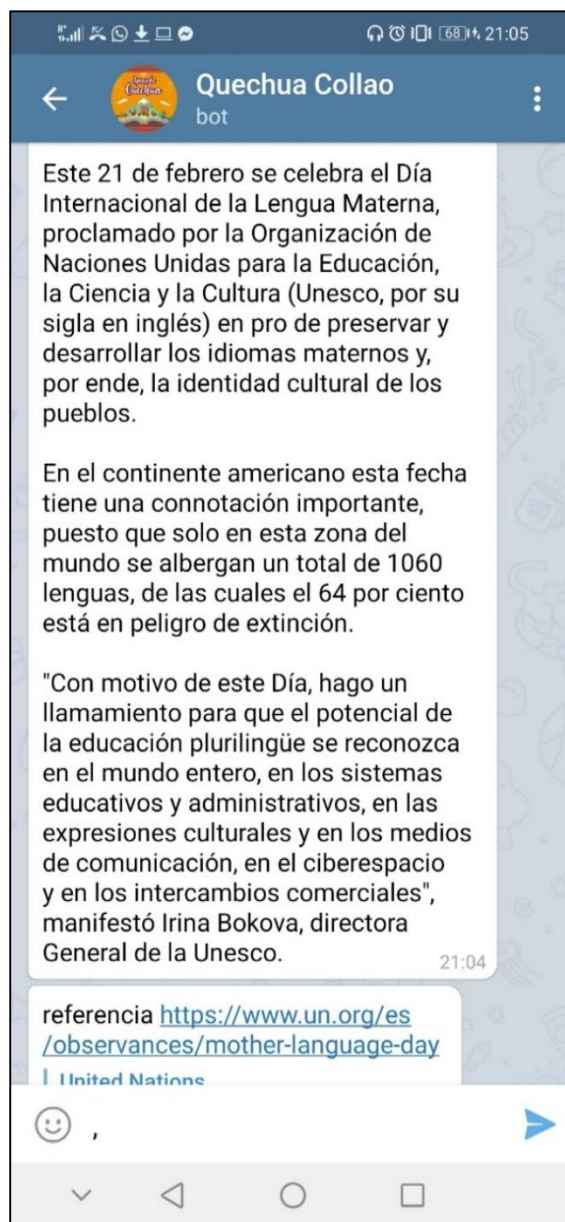 68 21:05
Quechua Collao
bot
Este 21 de febrero se celebra el Día
Internacional de la Lengua Materna,
proclamado por la Organización de
Naciones Unidas para la Educación,
la Ciencia y la Cultura (Unesco, por su
sigla en inglés) en pro de preservar y
desarrollar los idiomas maternos y,
por ende, la identidad cultural de los
pueblos.
En el continente americano esta fecha
tiene una connotación importante,
puesto que solo en esta zona del
mundo se albergan un total de 1060
lenguas, de las cuales el 64 por ciento
está en peligro de extinción.
"Con motivo de este Día, hago un
llamamiento para que el potencial de
la educación plurilingüe se reconozca
en el mundo entero, en los sistemas
educativos y administrativos, en las
expresiones culturales y en los medios
de comunicación, en el ciberespacio
y en los intercambios comerciales",
manifestó Irina Bokova, directora
General de la Unesco.
21:04
referencia https://www.un.org/es
/observances/mother-language-day
United Nations
,